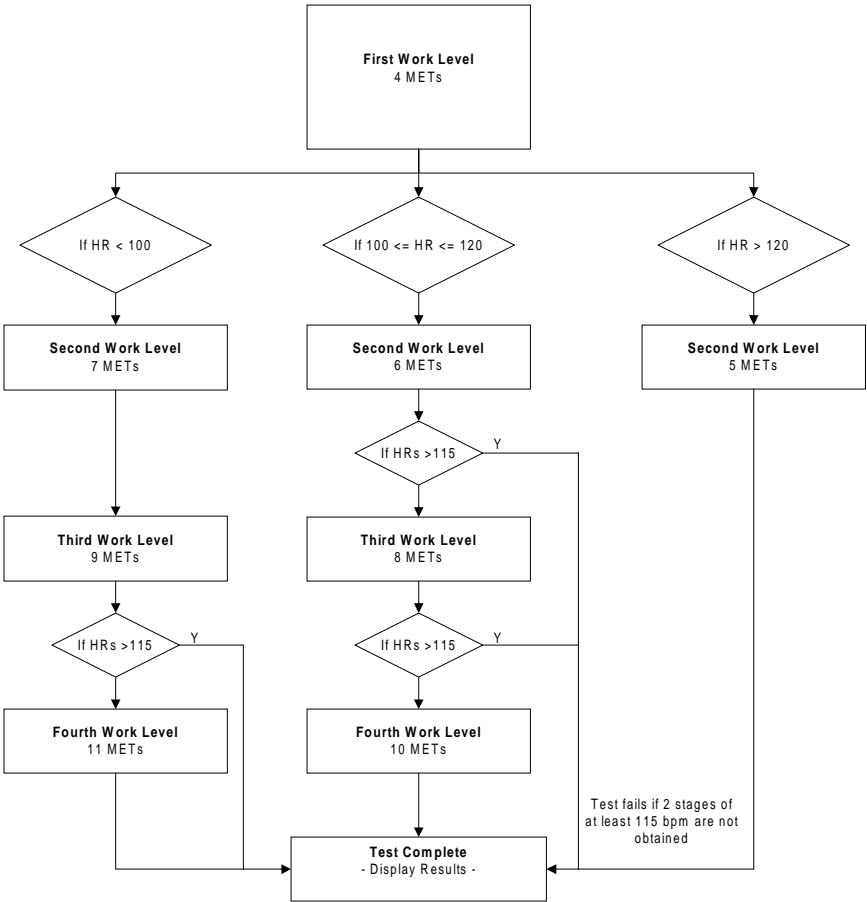 First Work Level
4 METs
If HR < 100
If 100 <= HR <= 120
If HR > 120
Second Work Level
7 METs
Second Work Level
6 METs
Second Work Level
5 METs
If HRs >115
Y
Third Work Level
9 METs
Third Work Level
8 METs
If HRs >115
Y
If HRs >115
Y
Fourth Work Level
11 METs
Fourth Work Level
10 METs
Test fails if 2 stages of
at least 115 bpm are not
obtained
Test Complete
- Display Results -